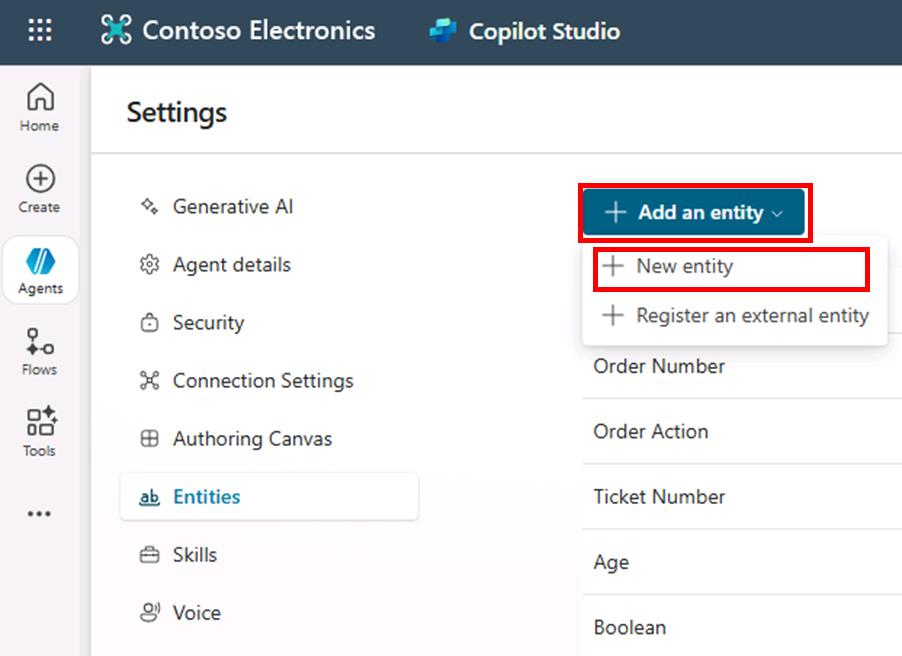 Contoso Electronics
Copilot Studio
Home
Create
Agents
Flows
Tools
Settings
Generative AI
Agent details
Security
Connection Settings
Authoring Canvas
ab Entities
Skills
Voice
Add an entity
New entity
Register an external entity
Order Number
Order Action
Ticket Number
Age
Boolean